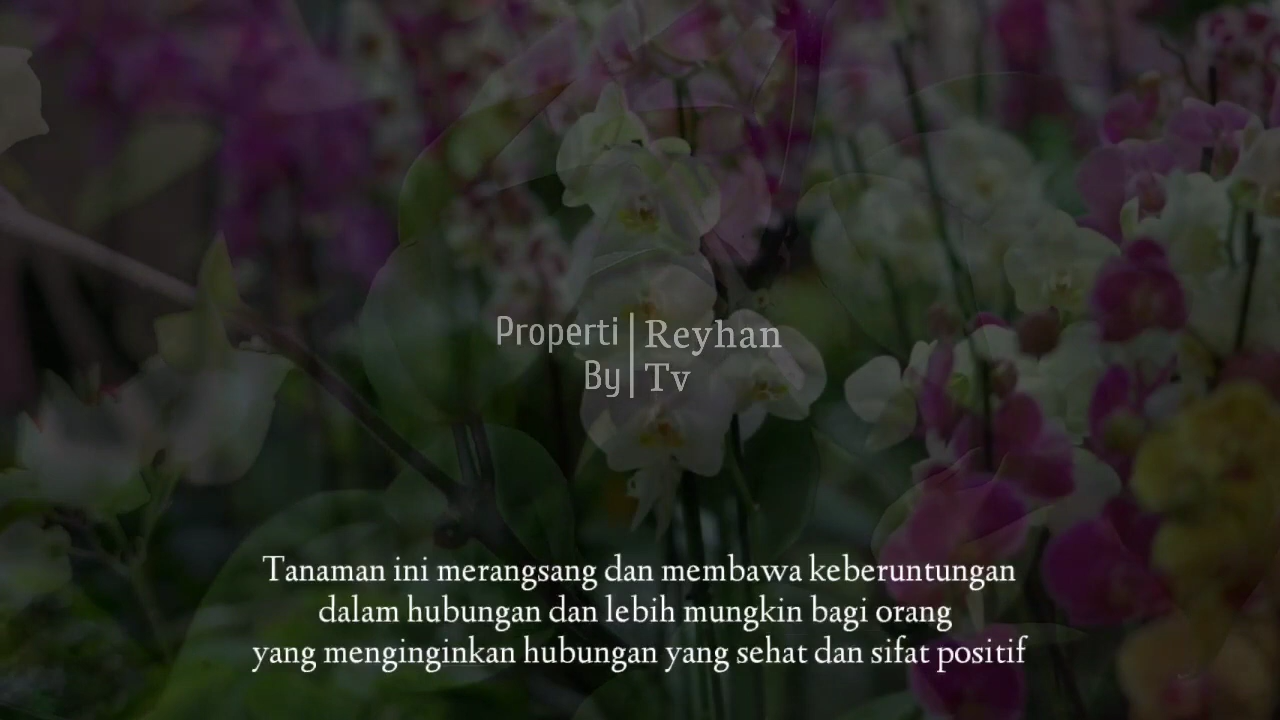 Properti Reyhan
By Tv
Tanaman ini merangsang dan membawa keberuntungan
dalam hubungan dan lebih mungkin bagi orang
yang menginginkan hubungan yang sehat dan sifat positif